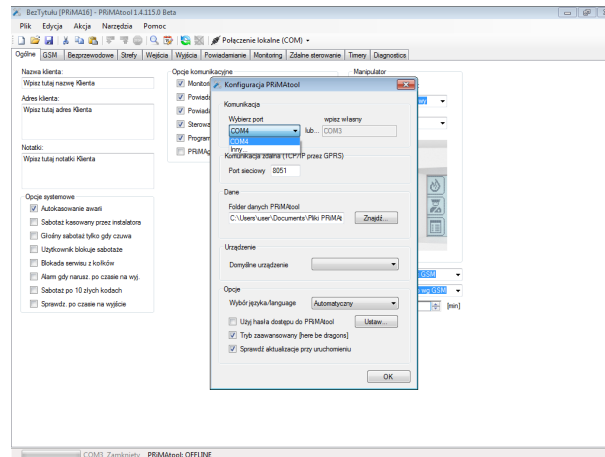 BezTytułu [PRiMA16] - PRiMAtool 1.4.115.0 Beta
Plik Edycja Akcja Narzędzia Pomoc
Połączenie lokalne (COM)
Ogólne GSM Bezprzewodowe Strefy Wejścia Wyjścia Powiadamianie Monitoring Zdalne sterowanie Timery Diagnostics
Nazwa klienta:
Wpisz tutaj nazwę Klienta
Adres klienta:
Wpisz tutaj adres Klienta
Notatki:
Wpisz tutaj notatki Klienta
Opcje systemowe
Autokasowanie awarii
Sabotaż kasowany przez instalatora
Głośny sabotaż tylko gdy czuwa
Użytkownik blokuje sabotaże
Blokada serwisu z kołków
Alarm gdy narusz. po czasie na wyj.
Sabotaż po 10 złych kodach
Sprawdz. po czasie na wyjście
Opcje komunikacyjne
Monitor
Powiada
Powiada
Sterowa
Program
PRiMAg
Manipulator
Konfiguracja PRiMAtool
Komunikacja
Wybierz port
wpisz własny
COM4
lub...
COM3
COM4
Inny...
Komunikacja zdalna (TCP/IP przez GPRS)
Port sieciowy 8051
Dane
Folder danych PRiMAtool
C:\Users\user\Documents\Pliki PRiMAt
Znajdź...
Urządzenie
Domyślne urządzenie
Opcje
Wybór języka/language
Automatyczny
Użyj hasła dostępu do PRiMAtool
Ustaw...
Tryb zaawansowany [here be dragons]
Sprawdź aktualizacje przy uruchomieniu
OK
GSM
wg GSM
[min]
COM3 Zamknięty PRiMAtool: OFFLINE